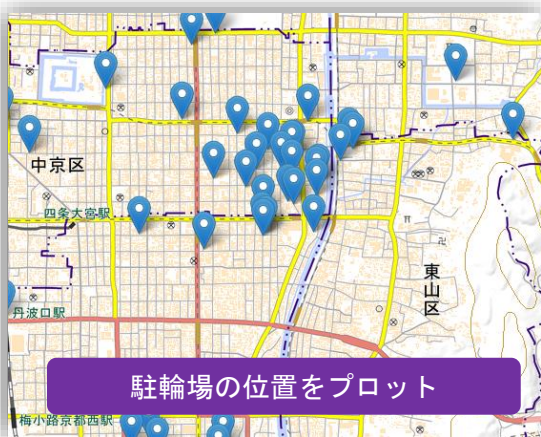 中京区
四条大宮駅
東山区
丹波口駅
駐輪場の位置をプロット
梅小路京都西駅